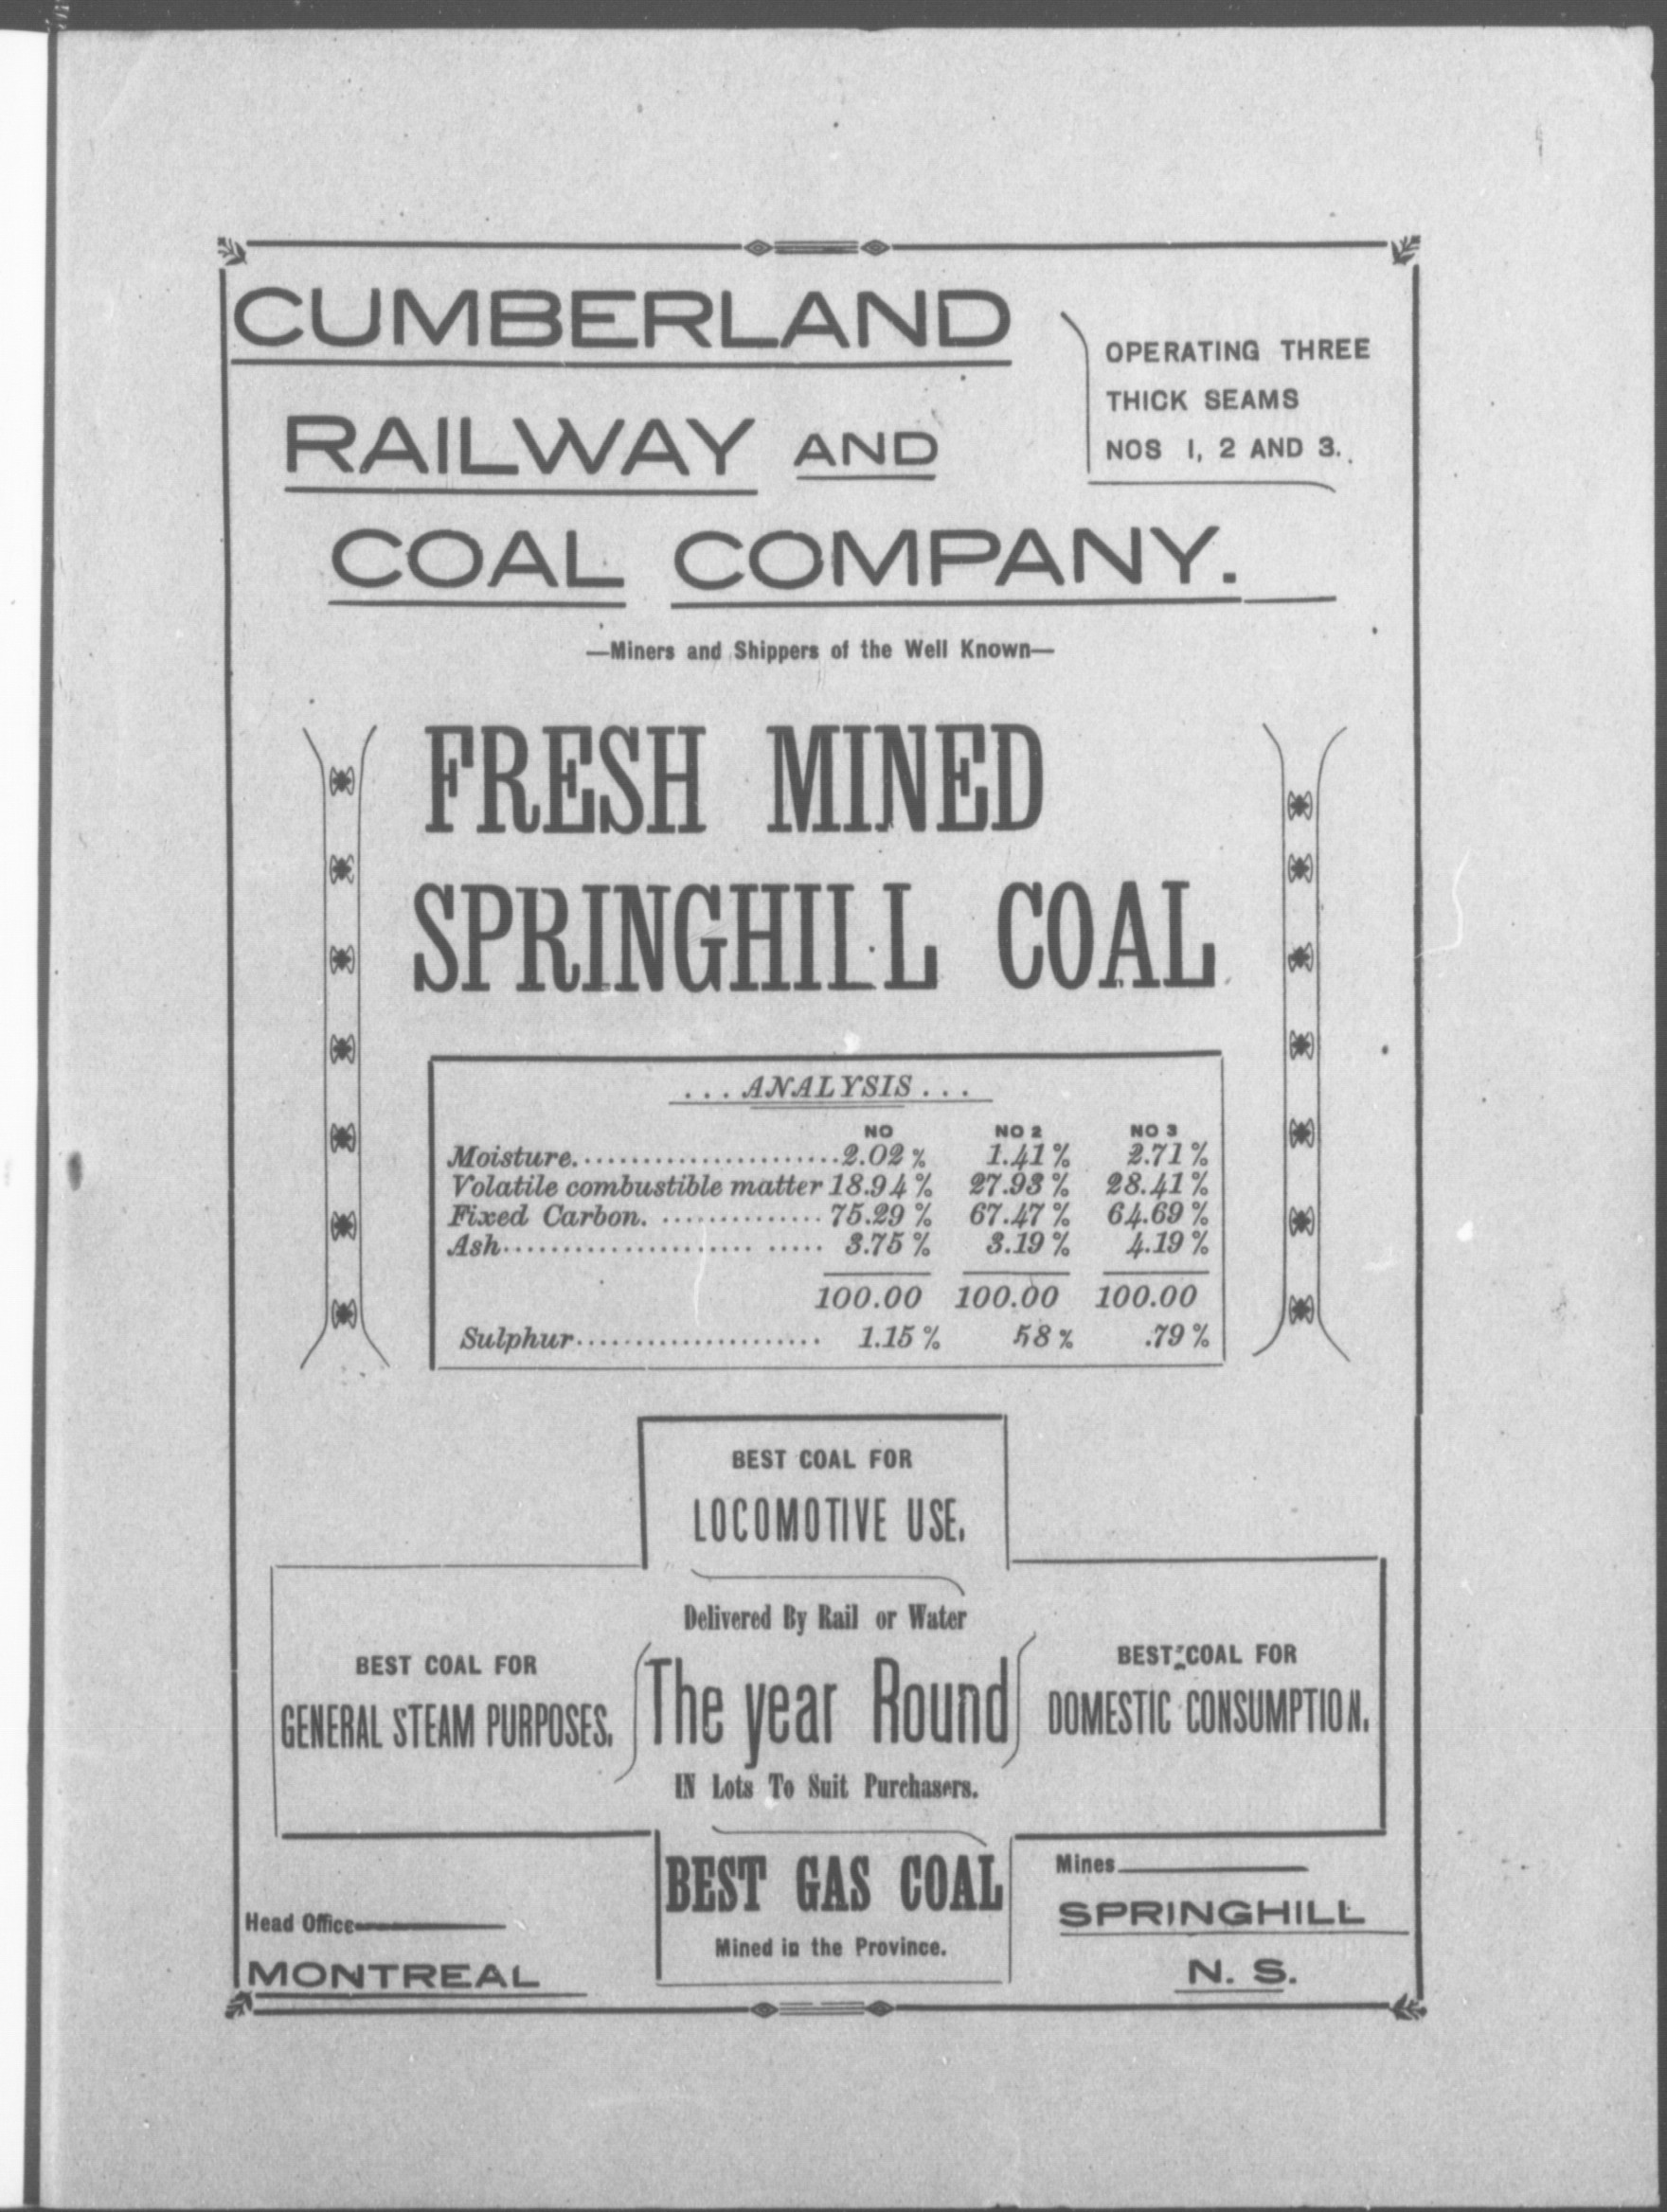 CUMBERLAND
RAILWAY AND
COAL COMPANY.
OPERATING THREE
THICK SEAMS
NOS 1, 2 AND 3.
—Miners and Shippers of the Well Known—
FRESH MINED
SPRINGHILL COAL
...ANALYSIS...
NO NO 2 NO 3
Moisture.......................2.02% 1.41% 2.71%
Volatile combustible matter 18.94% 27.93% 28.41%
Fixed Carbon. .............. 75.29% 67.47% 64.69%
Ash..................... ..... 3.75% 3.19% 4.19%
100.00 100.00 100.00
Sulphur..................... 1.15% 58% .79%
BEST COAL FOR
LOCOMOTIVE USE,
Delivered By Rail or Water
BEST COAL FOR
GENERAL STEAM PURPOSES,
The year Round
BEST COAL FOR
DOMESTIC CONSUMPTION,
IN Lots To Suit Purchasers.
BEST GAS COAL
Mined in the Province.
Head Office
MONTREAL
Mines
SPRINGHILL
N. S.